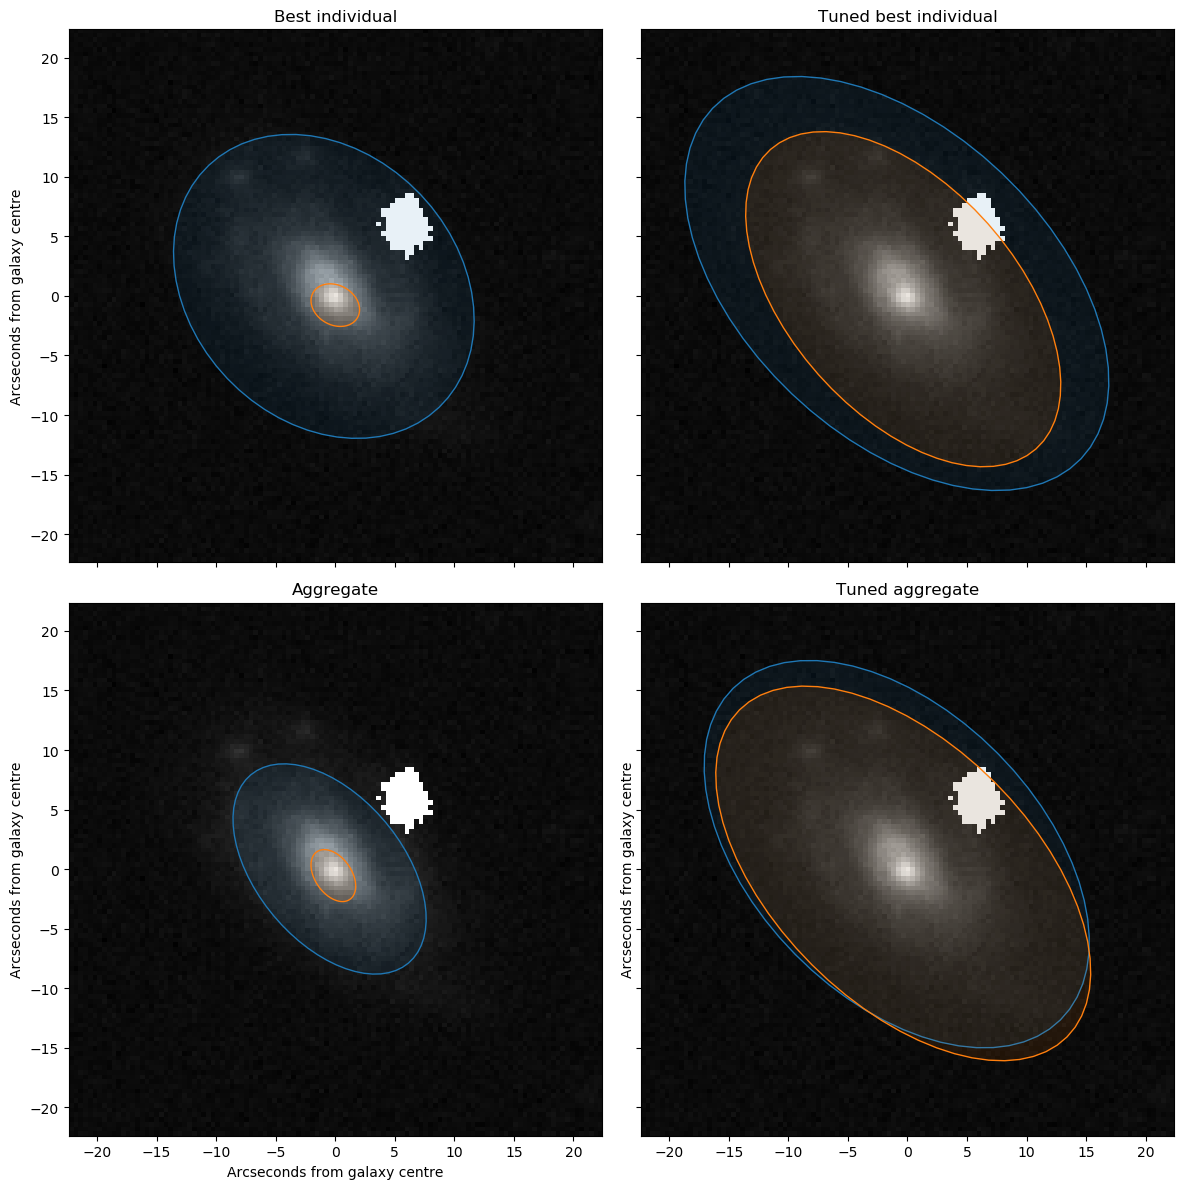 Best individual
Tuned best individual
20
15
10
5
0
−5
−10
−15
−20
Arcseconds from galaxy centre
Aggregate
Tuned aggregate
20
15
10
5
0
−5
−10
−15
−20
Arcseconds from galaxy centre
Arcseconds from galaxy centre
−20 −15 −10 −5 0 5 10 15 20
−20 −15 −10 −5 0 5 10 15 20
Arcseconds from galaxy centre